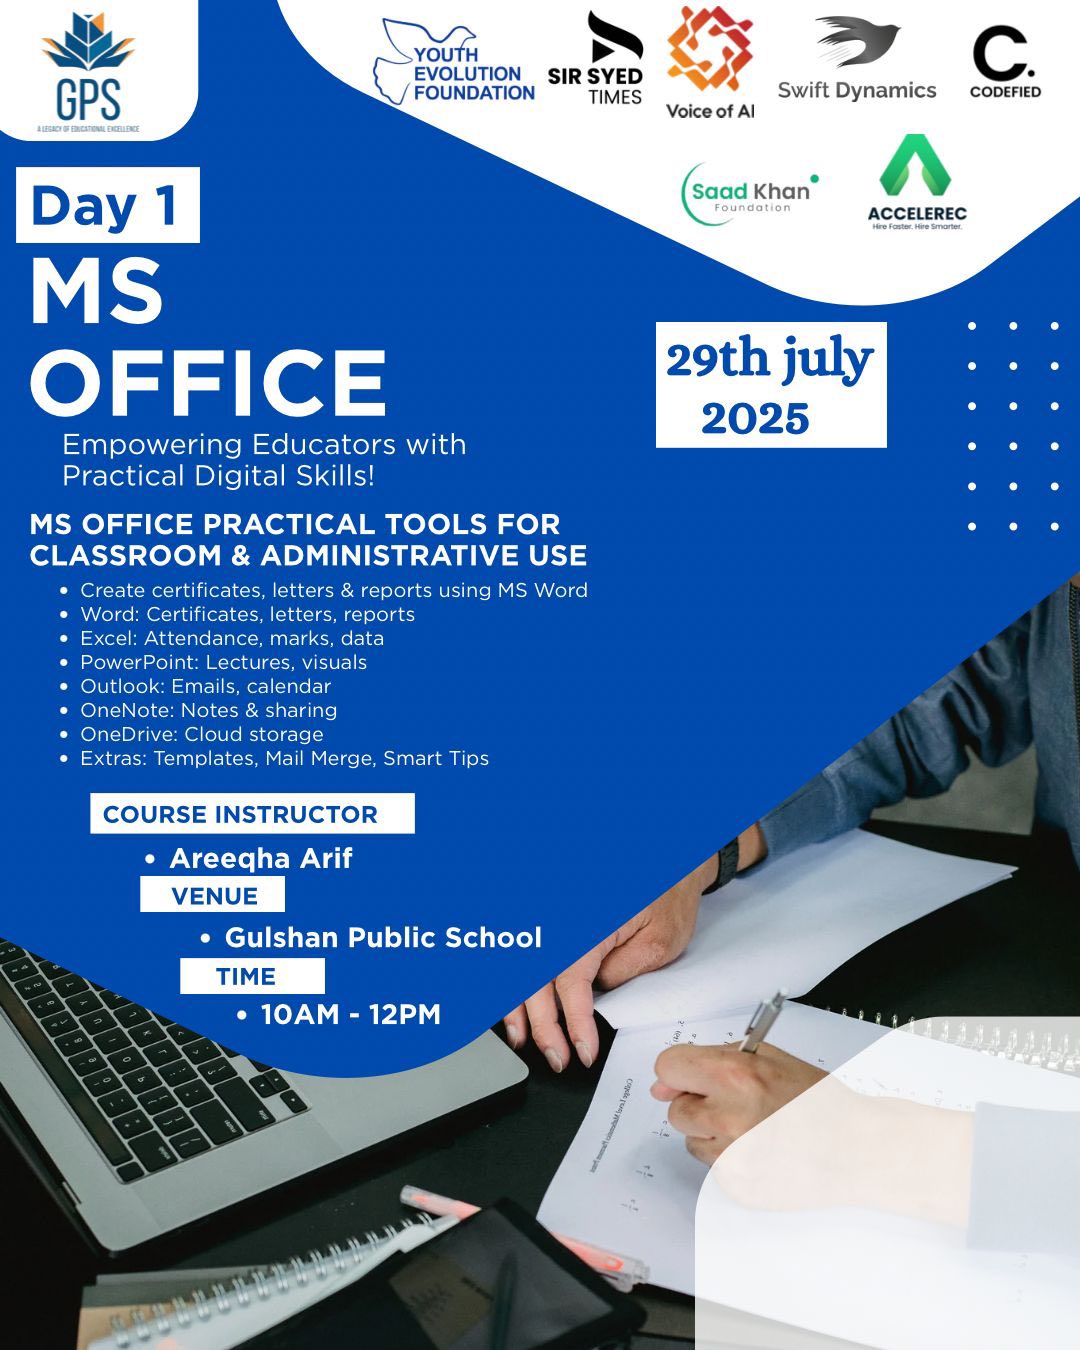 GPS
A LEGACY OF EDUCATIONAL EXCELLENCE
YOUTH
EVOLUTION
FOUNDATION
SIR SYED
TIMES
Voice of AI
Swift Dynamics
C.
CODEFIED
Saad Khan
Foundation
ACCELEREC
Hire Faster. Hire Smarter.
Day 1
MS
OFFICE
29th july
2025
Empowering Educators with
Practical Digital Skills!
MS OFFICE PRACTICAL TOOLS FOR
CLASSROOM & ADMINISTRATIVE USE
• Create certificates, letters & reports using MS Word
• Word: Certificates, letters, reports
• Excel: Attendance, marks, data
• PowerPoint: Lectures, visuals
• Outlook: Emails, calendar
• OneNote: Notes & sharing
• OneDrive: Cloud storage
• Extras: Templates, Mail Merge, Smart Tips
COURSE INSTRUCTOR
• Areeqha Arif
VENUE
• Gulshan Public School
TIME
• 10AM - 12PM